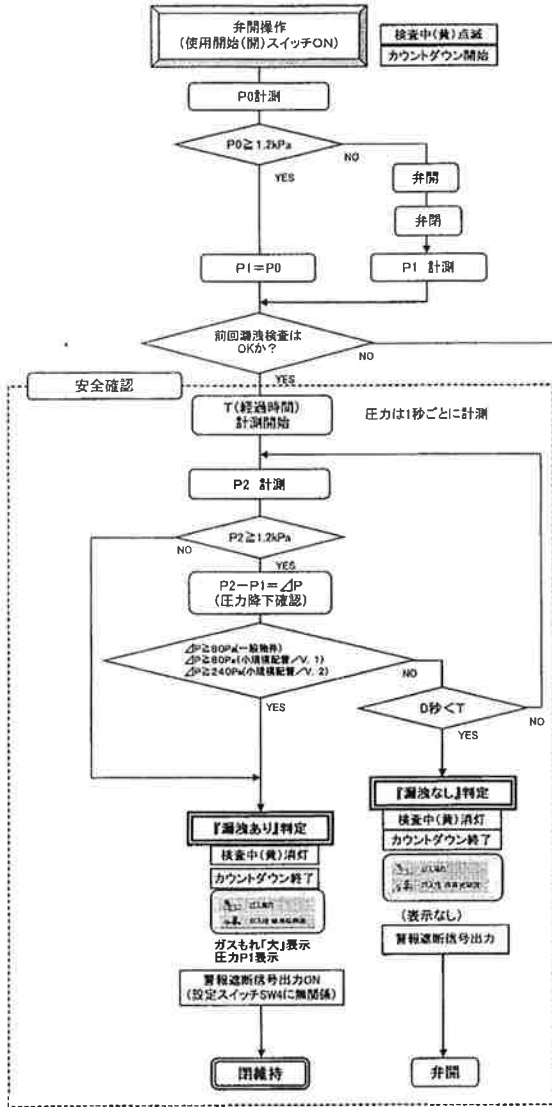 弁開操作
(使用開始(開)スイッチON)
検査中(黄)点滅
カウントダウン開始
P0計測
P0≧1.2kPa
NO
YES
弁開
弁閉
P1=P0
P1 計測
前回漏洩検査は
OKか?
NO
YES
安全確認
T(経過時間)
計測開始
圧力は1秒ごとに計測
P2 計測
P2≧1.2kPa
NO
YES
P2-P1=⊿P
(圧力降下確認)
⊿P≧80Pa(一般物件)
⊿P≧80Pa(小規模配管/V. 1)
⊿P≧240Pa(小規模配管/V. 2)
NO
YES
D秒<T
NO
YES
『漏洩あり』判定
検査中(黄)消灯
カウントダウン終了
ガスもれ「大」表示
圧力P1表示
警報遮断信号出力ON
(設定スイッチSW4に無関係)
閉維持
『漏洩なし』判定
検査中(黄)消灯
カウントダウン終了
(表示なし)
警報遮断信号出力
弁開